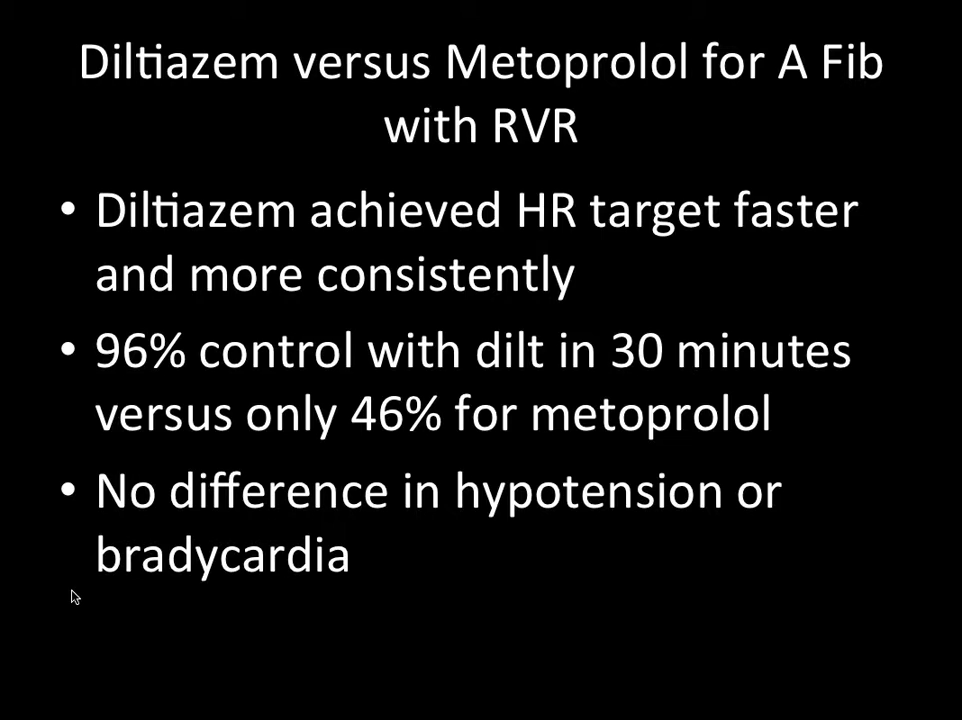 Diltiazem versus Metoprolol for A Fib
with RVR
• Diltiazem achieved HR target faster
and more consistently
• 96% control with dilt in 30 minutes
versus only 46% for metoprolol
• No difference in hypotension or
bradycardia